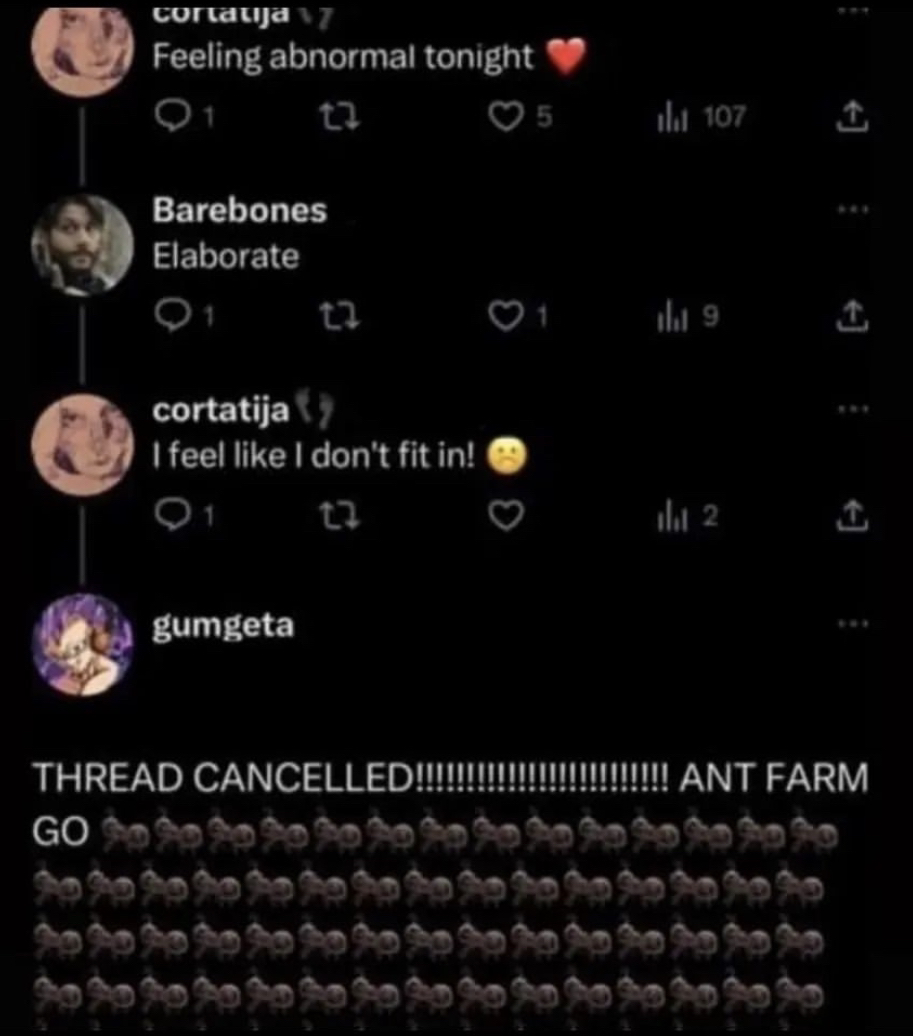 cortatija👣
Feeling abnormal tonight ❤️
1 5 107
Barebones
Elaborate
1 1 9
cortatija👣
I feel like I don't fit in! 🙁
1 2
gumgeta
THREAD CANCELLED!!!!!!!!!!!!!!!!!!!!!!!!!! ANT FARM
GO 🐜🐜🐜🐜🐜🐜🐜🐜🐜🐜🐜🐜🐜🐜
🐜🐜🐜🐜🐜🐜🐜🐜🐜🐜🐜🐜🐜🐜🐜
🐜🐜🐜🐜🐜🐜🐜🐜🐜🐜🐜🐜🐜🐜🐜
🐜🐜🐜🐜🐜🐜🐜🐜🐜🐜🐜🐜🐜🐜🐜